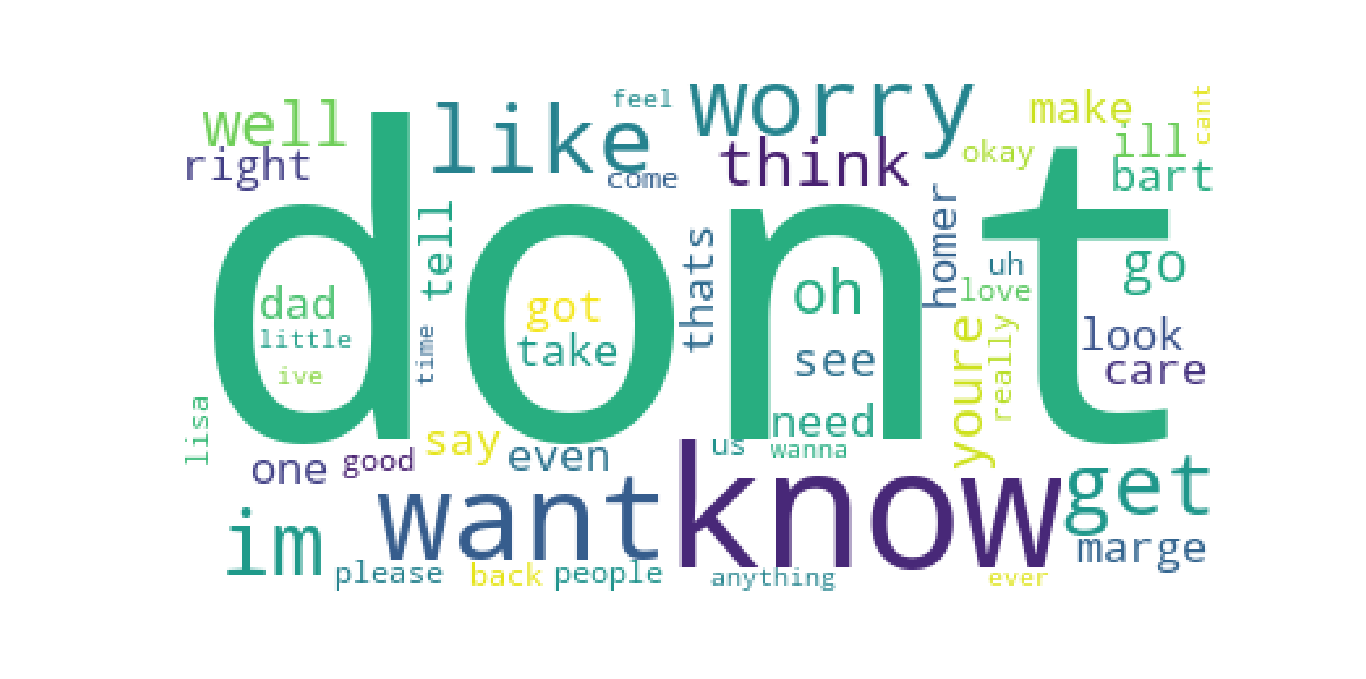 feel
worry
make
cant
well
like
ill
right
come
think
okay
bart
dont
tell
thats
homer
uh
go
dad
got
oh
love
little
time
take
see
youre
really
look
ive
care
lisa
say
need
one
good
even
us
wanna
im
want
know
get
marge
please
back
people
anything
ever